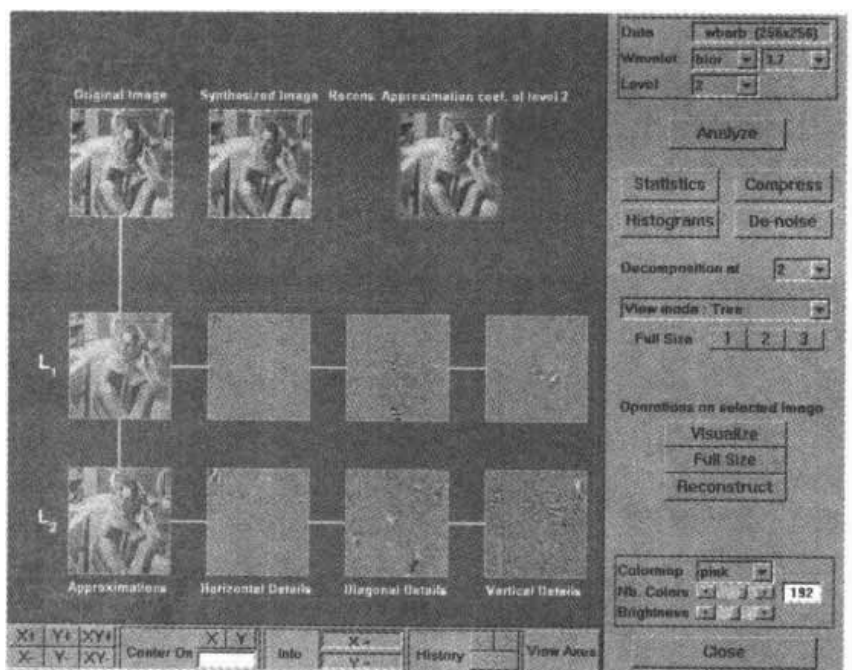 Data wbarb (256x256)
Wavelet bior 3.7
Level 2
Original Image Synthesized Image Recons. Approximation coef. of level 2
Analyze
Statistics Compress
Histograms De-noise
Decomposition at 2
View mode : Tree
Full Size 1 2 3
L1
Operations on selected image
Visualize
Full Size
Reconstruct
L2
Approximations Horizontal Details Diagonal Details Vertical Details
Colormap pink
Nb. Colors 192
Brightness
X+ Y+ XY+
X- Y- XY-
Center On X Y
Info X =
Y =
History View Axes
Close